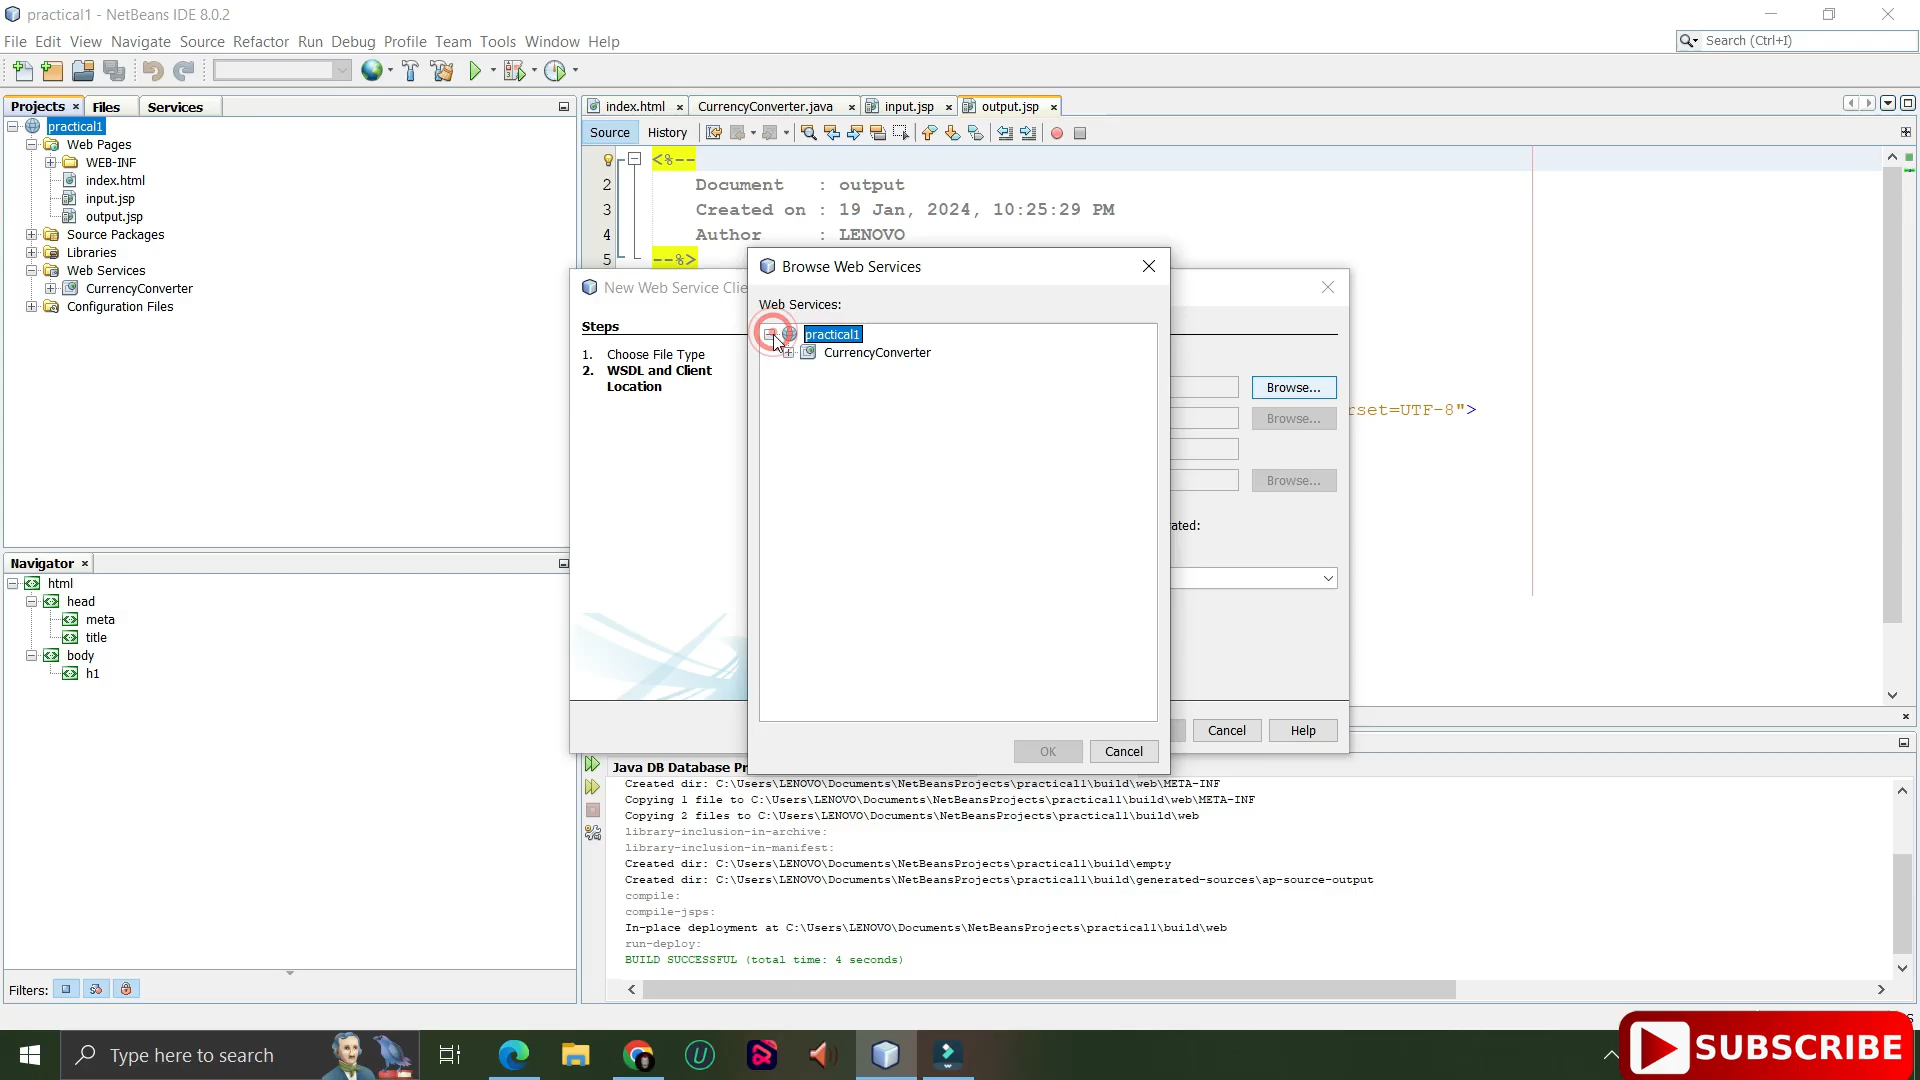 practical1 - NetBeans IDE 8.0.2
File Edit View Navigate Source Refactor Run Debug Profile Team Tools Window Help
Search (Ctrl+I)
Projects Files Services
index.html CurrencyConverter.java input.jsp output.jsp
Source History
practical1
Web Pages
WEB-INF
index.html
input.jsp
output.jsp
Source Packages
Libraries
Web Services
CurrencyConverter
Configuration Files
<%--
2 Document : output
3 Created on : 19 Jan, 2024, 10:25:29 PM
4 Author : LENOVO
5 --%>
rset=UTF-8">
New Web Service Clie
Steps
1. Choose File Type
2. WSDL and Client
Location
Browse...
Browse...
Browse...
ated:
Cancel Help
Browse Web Services
Web Services:
practical1
CurrencyConverter
OK Cancel
Navigator
html
head
meta
title
body
h1
Filters:
Java DB Database Pr
Created dir: C:\Users\LENOVO\Documents\NetBeansProjects\practical1\build\web\META-INF
Copying 1 file to C:\Users\LENOVO\Documents\NetBeansProjects\practical1\build\web\META-INF
Copying 2 files to C:\Users\LENOVO\Documents\NetBeansProjects\practical1\build\web
library-inclusion-in-archive:
library-inclusion-in-manifest:
Created dir: C:\Users\LENOVO\Documents\NetBeansProjects\practical1\build\empty
Created dir: C:\Users\LENOVO\Documents\NetBeansProjects\practical1\build\generated-sources\ap-source-output
compile:
compile-jsps:
In-place deployment at C:\Users\LENOVO\Documents\NetBeansProjects\practical1\build\web
run-deploy:
BUILD SUCCESSFUL (total time: 4 seconds)
Type here to search
SUBSCRIBE